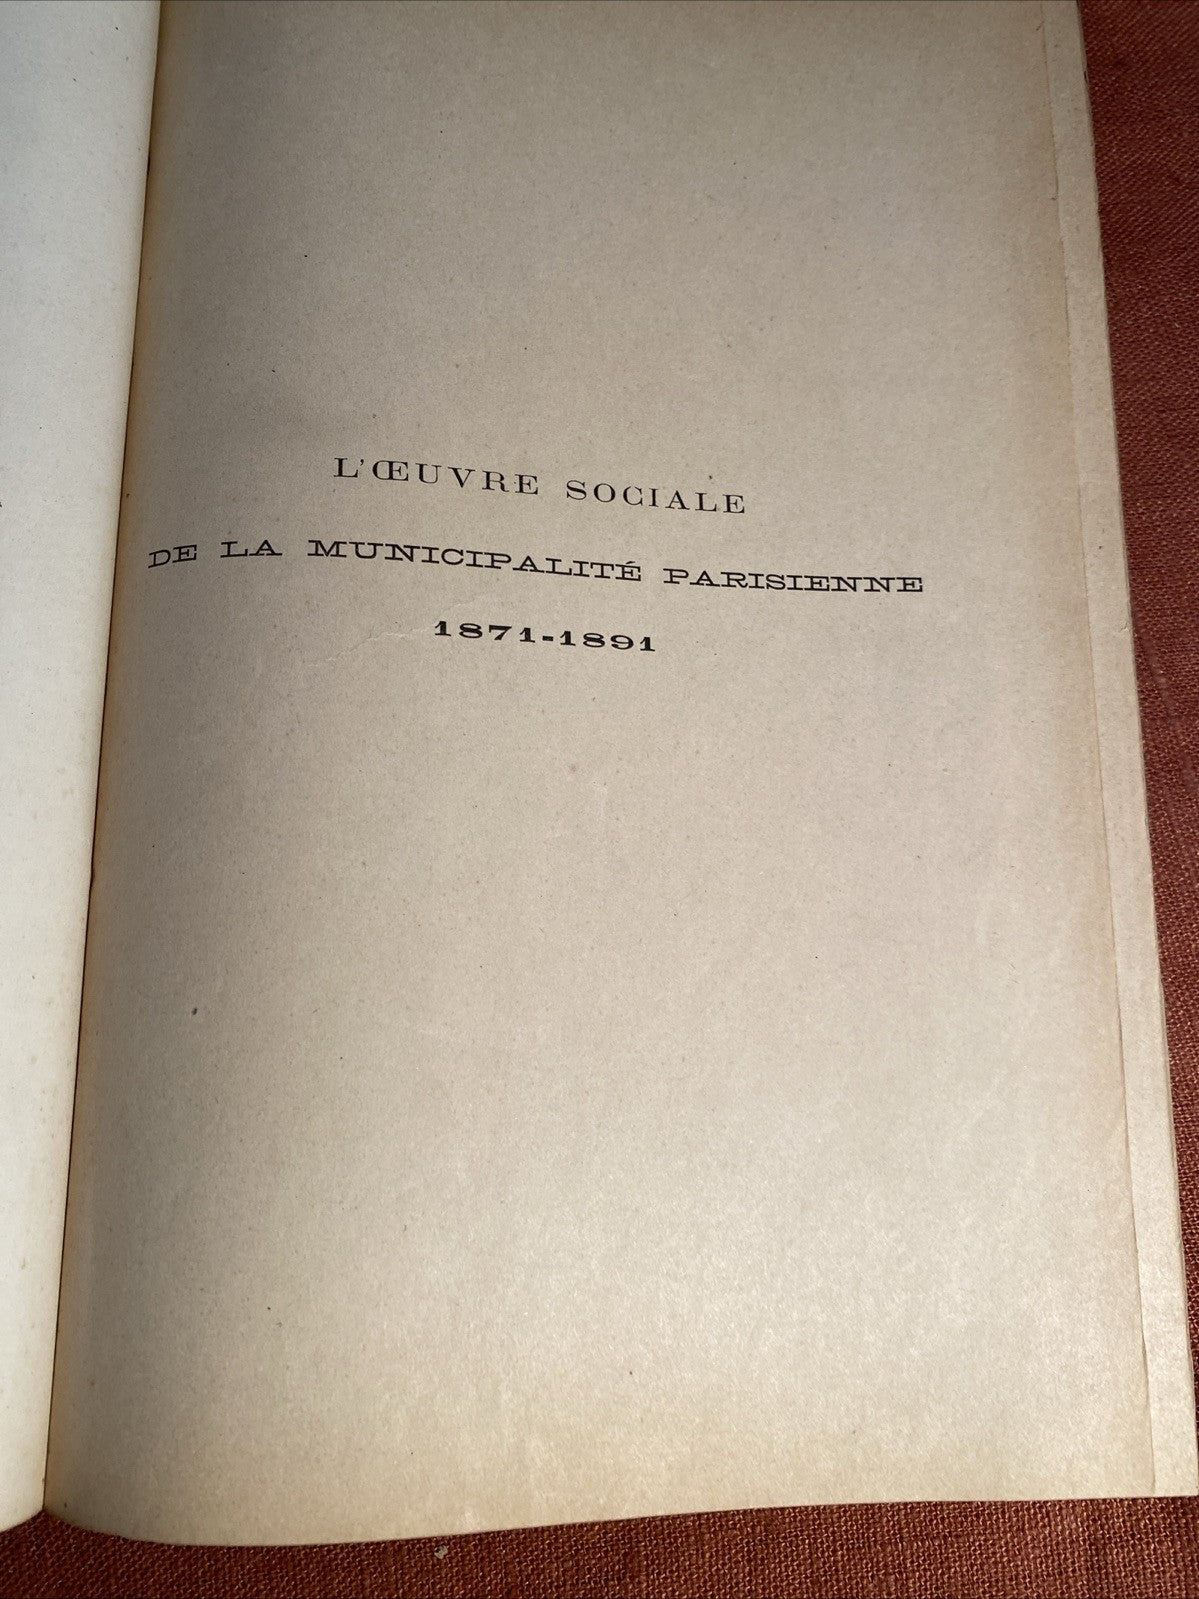 L'ŒUVRE SOCIALE
DE LA MUNICIPALITÉ PARISIENNE
1871-1891